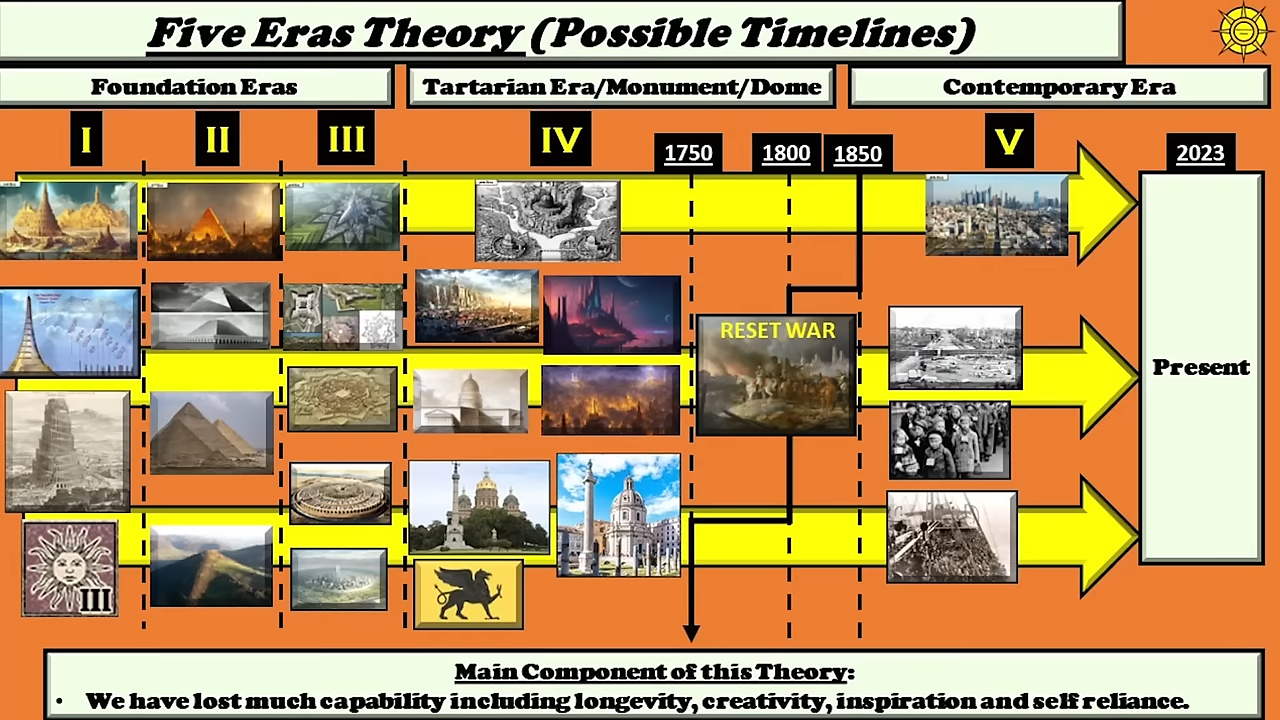 Five Eras Theory (Possible Timelines)
Foundation Eras
Tartarian Era/Monument/Dome
Contemporary Era
I
II
III
IV
1750
1800
1850
V
2023
RESET WAR
Present
III
Main Component of this Theory:
• We have lost much capability including longevity, creativity, inspiration and self reliance.